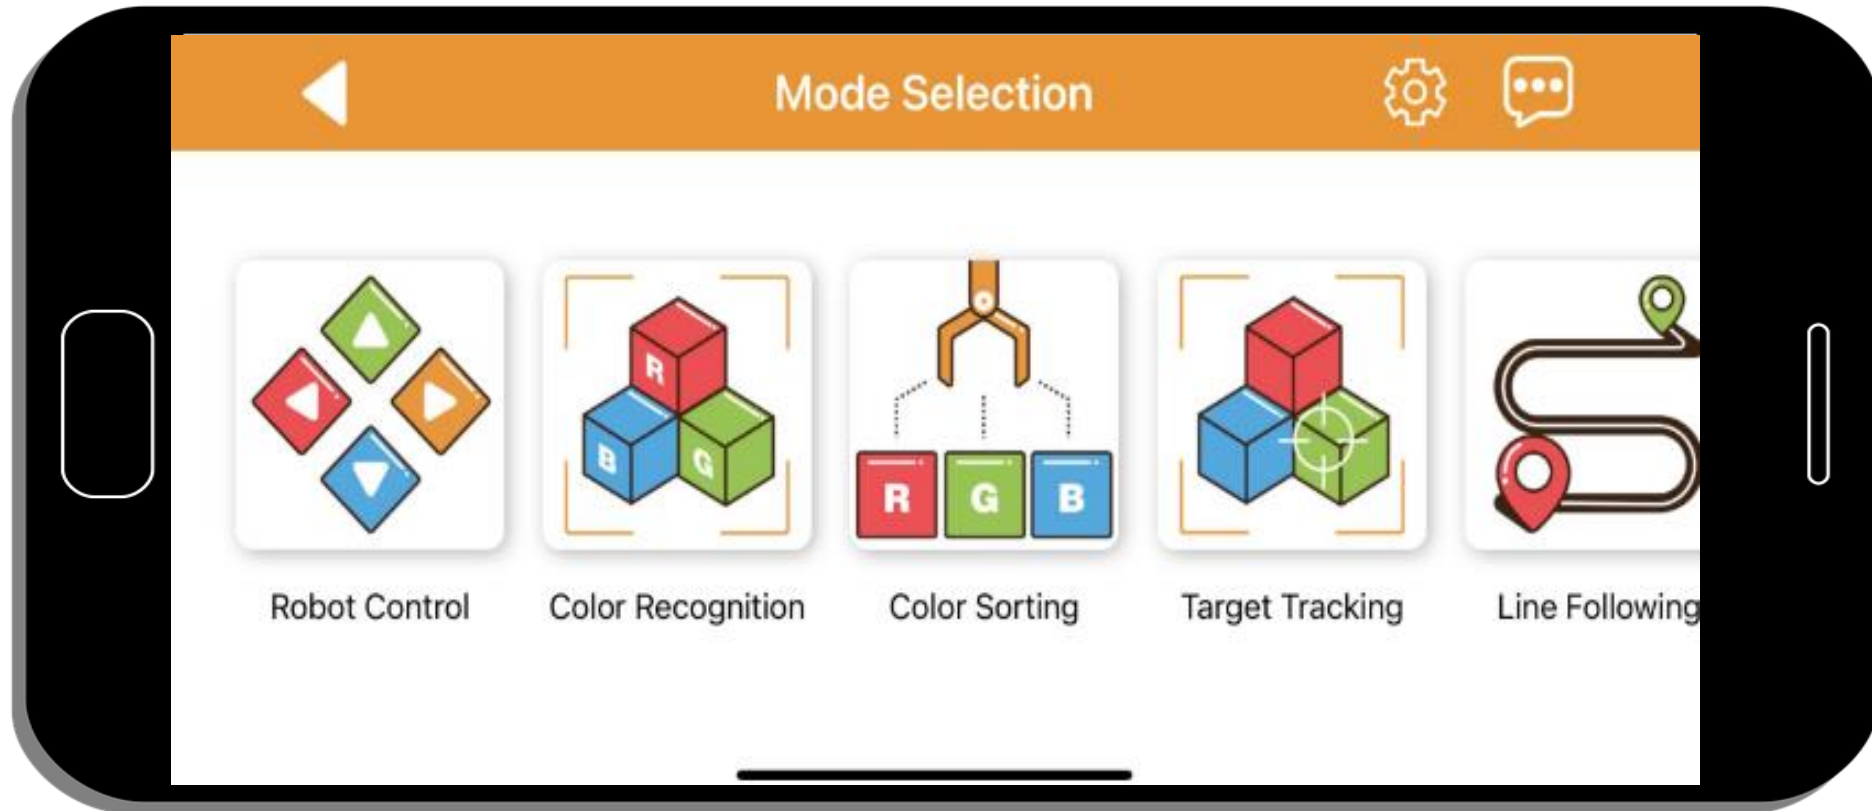 Mode Selection
R
B
G
R
G
B
Robot Control
Color Recognition
Color Sorting
Target Tracking
Line Following